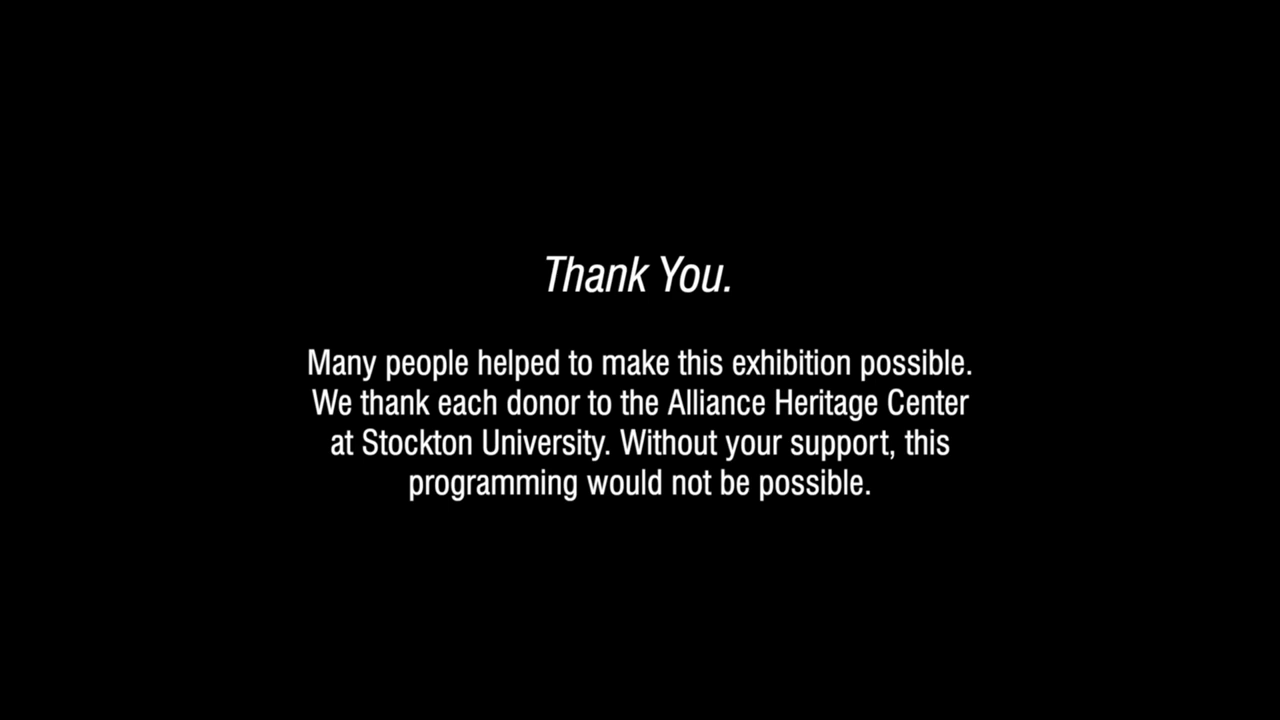 Thank You.
Many people helped to make this exhibition possible.
We thank each donor to the Alliance Heritage Center
at Stockton University. Without your support, this
programming would not be possible.